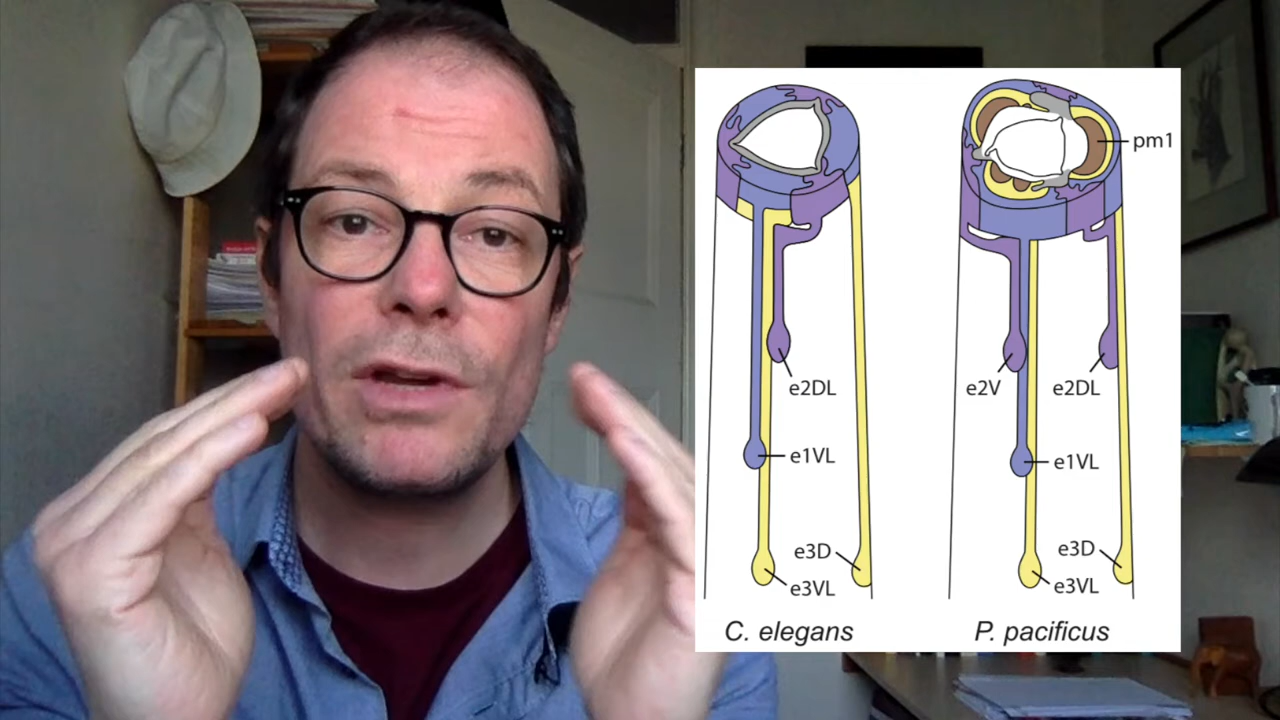 pm1
e2DL
e2V
e2DL
e1VL
e1VL
e3D
e3VL
e3D
e3VL
C. elegans
P. pacificus